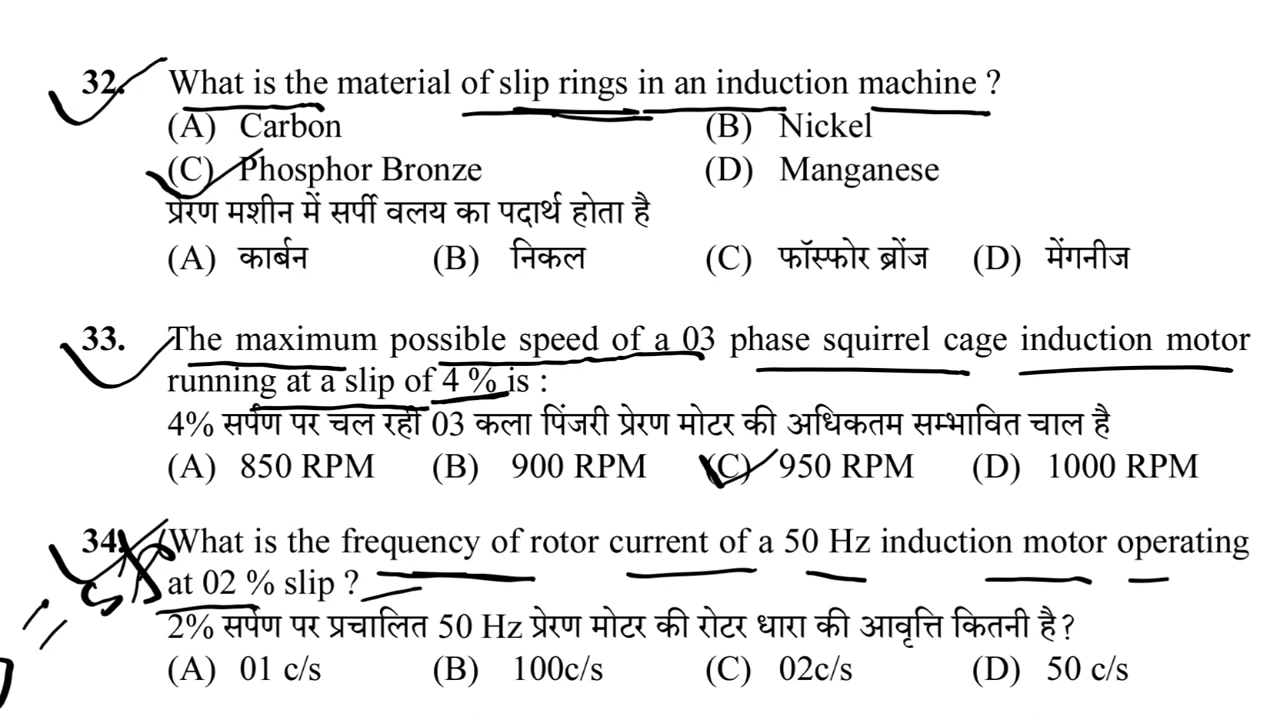 32. What is the material of slip rings in an induction machine ?
(A) Carbon (B) Nickel
(C) Phosphor Bronze (D) Manganese
प्रेरण मशीन में सर्पी वलय का पदार्थ होता है
(A) कार्बन (B) निकल (C) फॉस्फोर ब्रोंज (D) मेंगनीज
33. The maximum possible speed of a 03 phase squirrel cage induction motor
running at a slip of 4 % is :
4% सर्पण पर चल रही 03 कला पिंजरी प्रेरण मोटर की अधिकतम सम्भावित चाल है
(A) 850 RPM (B) 900 RPM (C) 950 RPM (D) 1000 RPM
34. What is the frequency of rotor current of a 50 Hz induction motor operating
at 02 % slip ?
2% सर्पण पर प्रचालित 50 Hz प्रेरण मोटर की रोटर धारा की आवृत्ति कितनी है?
(A) 01 c/s (B) 100c/s (C) 02c/s (D) 50 c/s